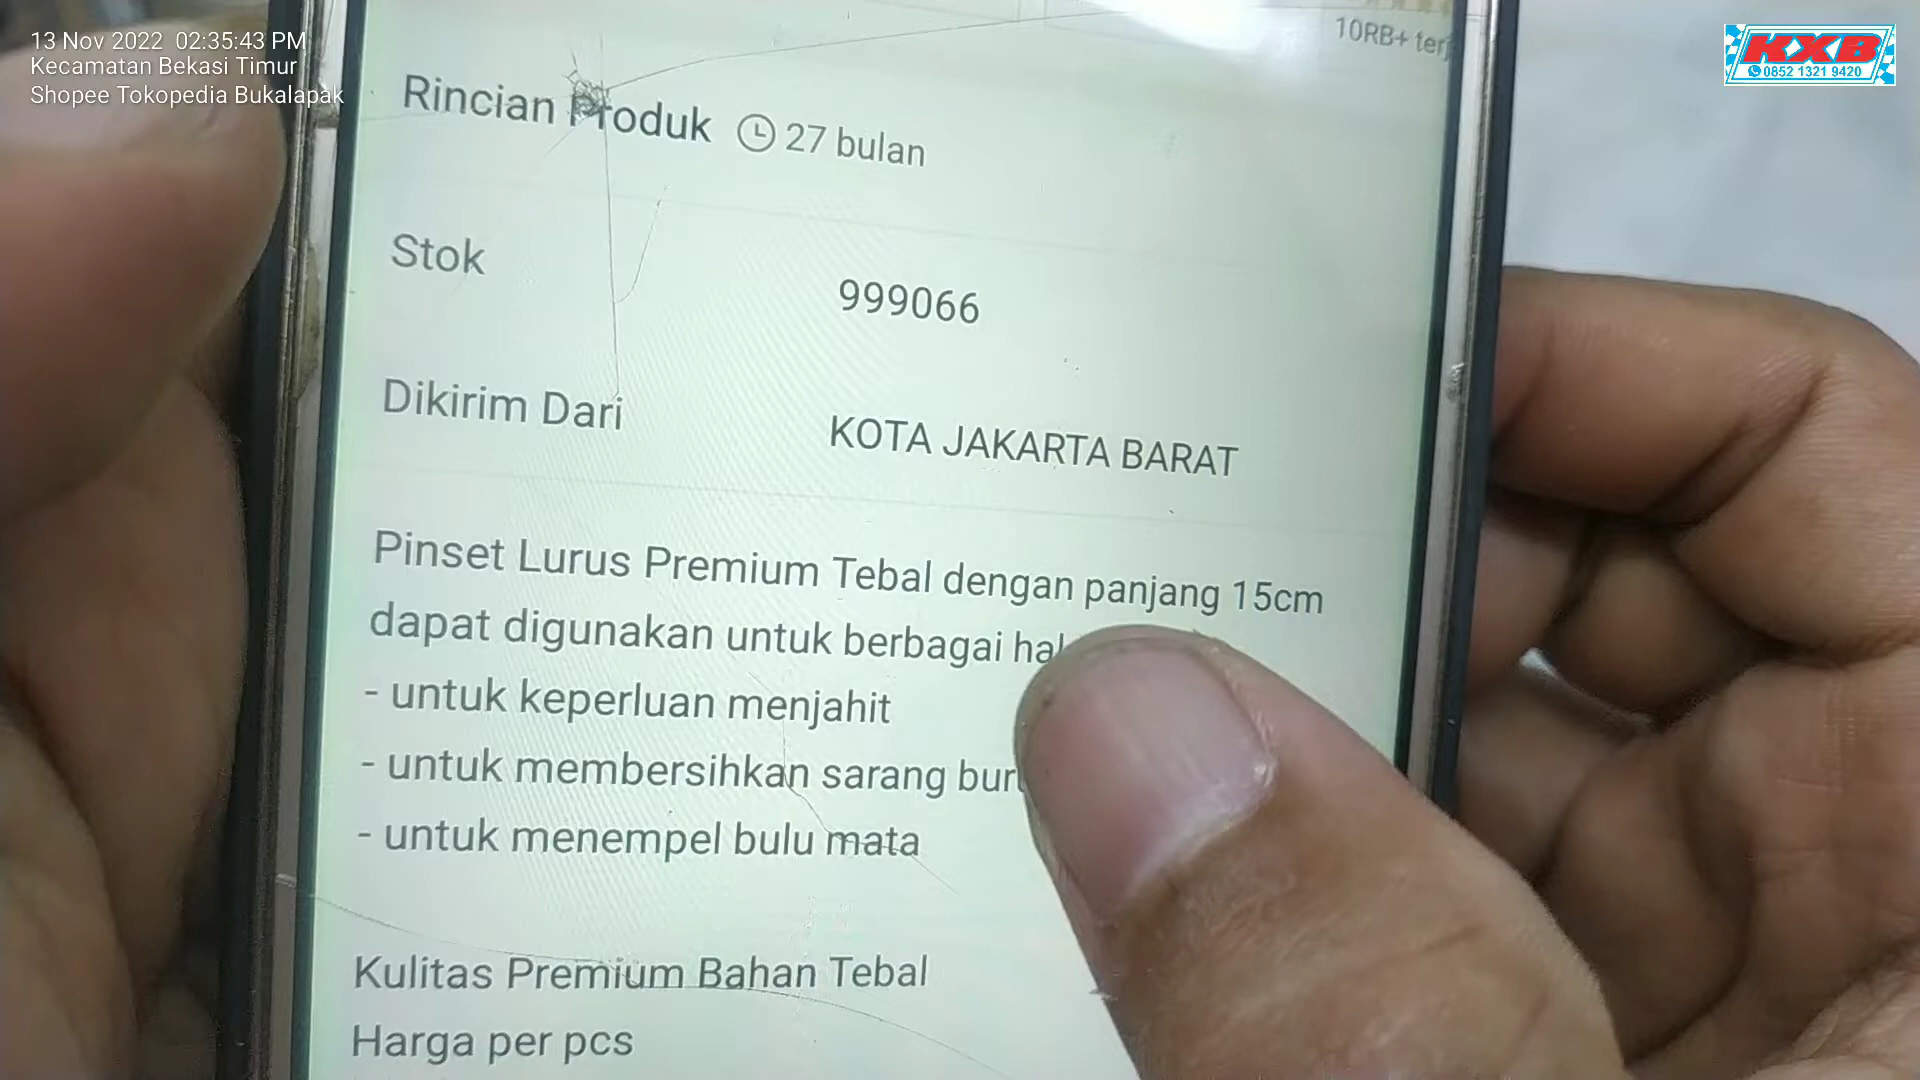 13 Nov 2022 02:35:43 PM
Kecamatan Bekasi Timur
Shopee Tokopedia Bukalapak
KXB
0852 1321 9420
10RB+
Rincian Produk 27 bulan
Stok 999066
Dikirim Dari KOTA JAKARTA BARAT
Pinset Lurus Premium Tebal dengan panjang 15cm
dapat digunakan untuk berbagai hal
- untuk keperluan menjahit
- untuk membersihkan sarang
- untuk menempel bulu mata
Kulitas Premium Bahan Tebal
Harga per pcs